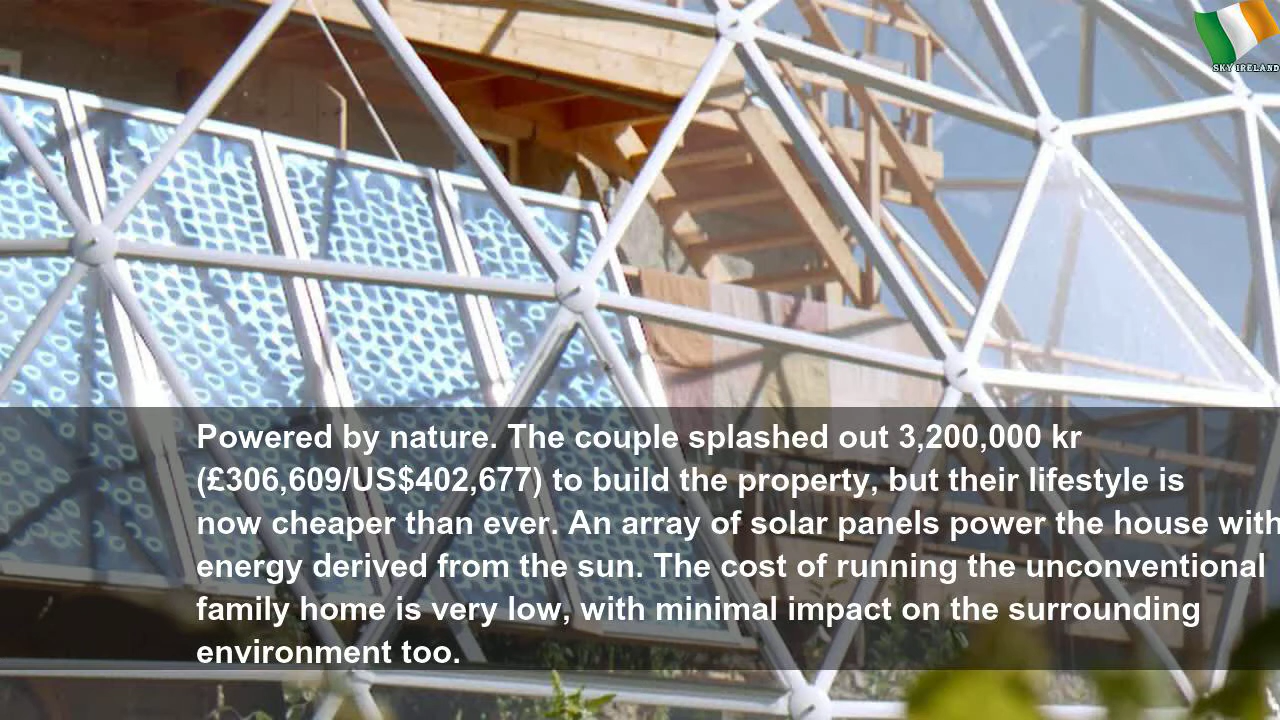 SKY IRELAND
Powered by nature. The couple splashed out 3,200,000 kr
(£306,609/US$402,677) to build the property, but their lifestyle is
now cheaper than ever. An array of solar panels power the house with
energy derived from the sun. The cost of running the unconventional
family home is very low, with minimal impact on the surrounding
environment too.